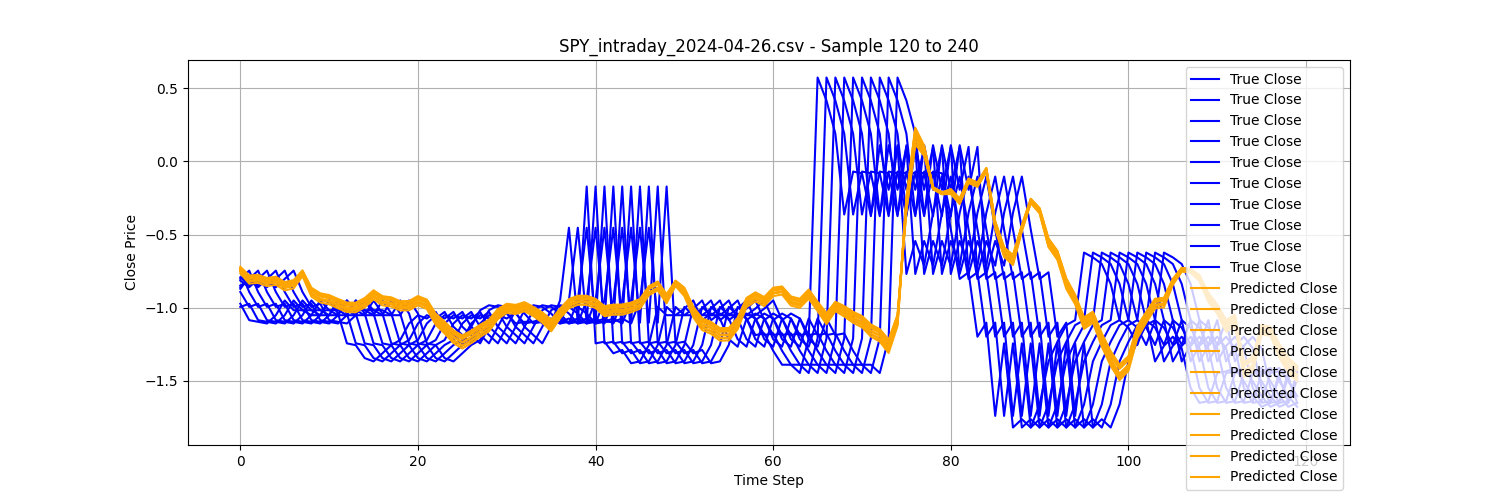 SPY_intraday_2024-04-26.csv - Sample 120 to 240
Close Price
0.5
0.0
−0.5
−1.0
−1.5
0
20
40
60
80
100
120
Time Step
True Close
True Close
True Close
True Close
True Close
True Close
True Close
True Close
True Close
True Close
Predicted Close
Predicted Close
Predicted Close
Predicted Close
Predicted Close
Predicted Close
Predicted Close
Predicted Close
Predicted Close
Predicted Close